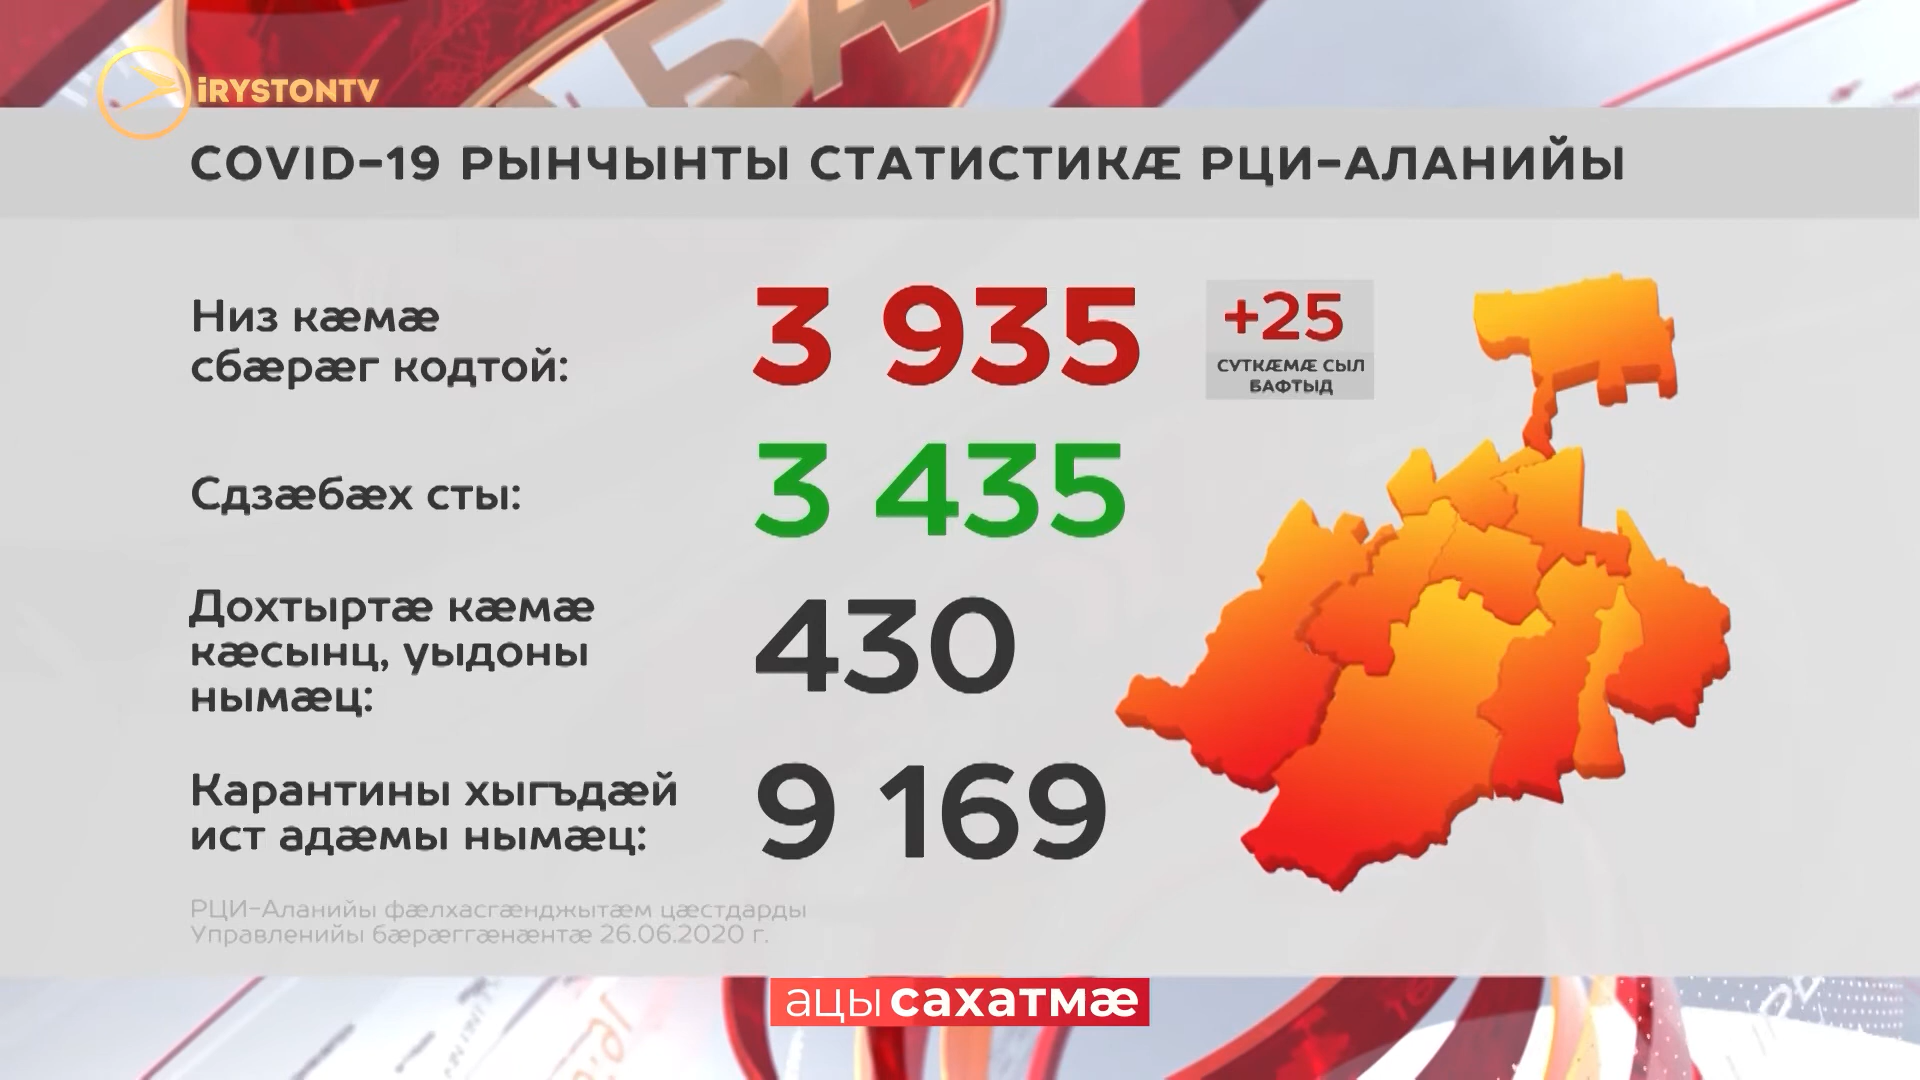 iRYSTONTV
COVID-19 РЫНЧЫНТЫ СТАТИСТИКÆ РЦИ-АЛАНИЙЫ
Низ кæмæ
сбæрæг кодтой:
3 935
+25
СУТКÆМÆ СЫЛ
БАФТЫД
Сдзæбæх сты:
3 435
Дохтыртæ кæмæ
кæсынц, уыдоны
нымæц:
430
Карантины хыгъдæй
ист адæмы нымæц:
9 169
РЦИ-Аланийы фæлхасгæнджытæм цæстдарды
Управленийы бæрæггæнæнтæ 26.06.2020 г.
ацы сахатмæ